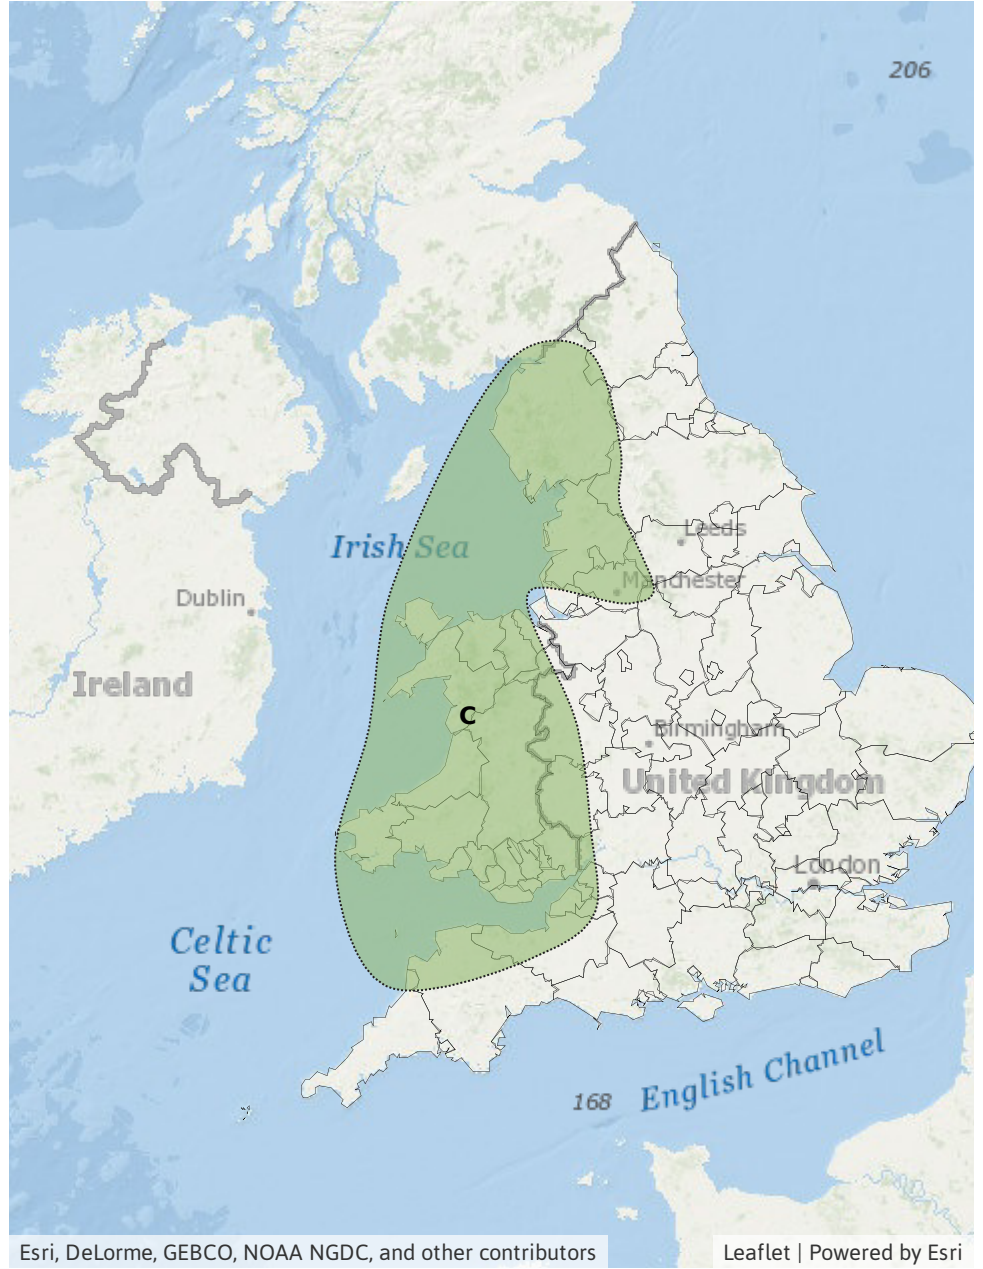 206
Irish Sea
Leeds
Manchester
Dublin
Ireland
C
Birmingham
United Kingdom
London
Celtic
Sea
English Channel
168
Esri, DeLorme, GEBCO, NOAA NGDC, and other contributors
Leaflet | Powered by Esri